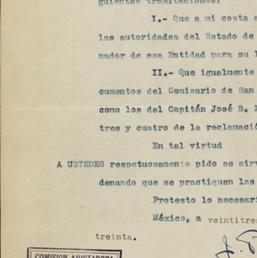 guientes tramitaciones:
I.- Que a mi costa s
las autoridades del Estado de
nador de esa Entidad para su l
II.- Que igualmente
cumentos del Comisario de San
como los del Capitán José B.
tres y cuatro de la reclamació
En tal virtud
A USTEDES respetuosamente pido se sirv
denando que se practiquen las
Protesto lo necesari
México, a veintitre
treinta.
COMISION AJUSTADORA